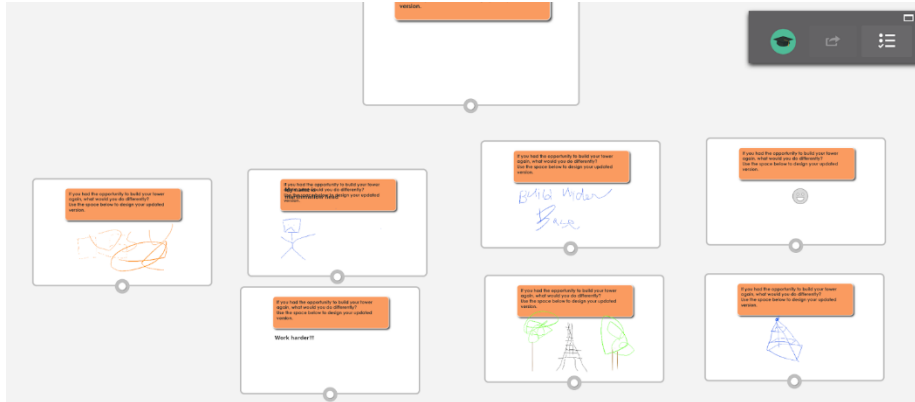 version.
If you had the opportunity to build your tower
again, what would you do differently?
Use the space below to design your updated
version.
If you had the opportunity to build your tower
again, what would you do differently?
Use the space below to design your updated
version.
If you had the opportunity to build your tower
again, what would you do differently?
Use the space below to design your updated
version.
Build Wider
Base
If you had the opportunity to build your tower
again, what would you do differently?
Use the space below to design your updated
version.
If you had the opportunity to build your tower
again, what would you do differently?
Use the space below to design your updated
version.
Work harder!!!
If you had the opportunity to build your tower
again, what would you do differently?
Use the space below to design your updated
version.
If you had the opportunity to build your tower
again, what would you do differently?
Use the space below to design your updated
version.